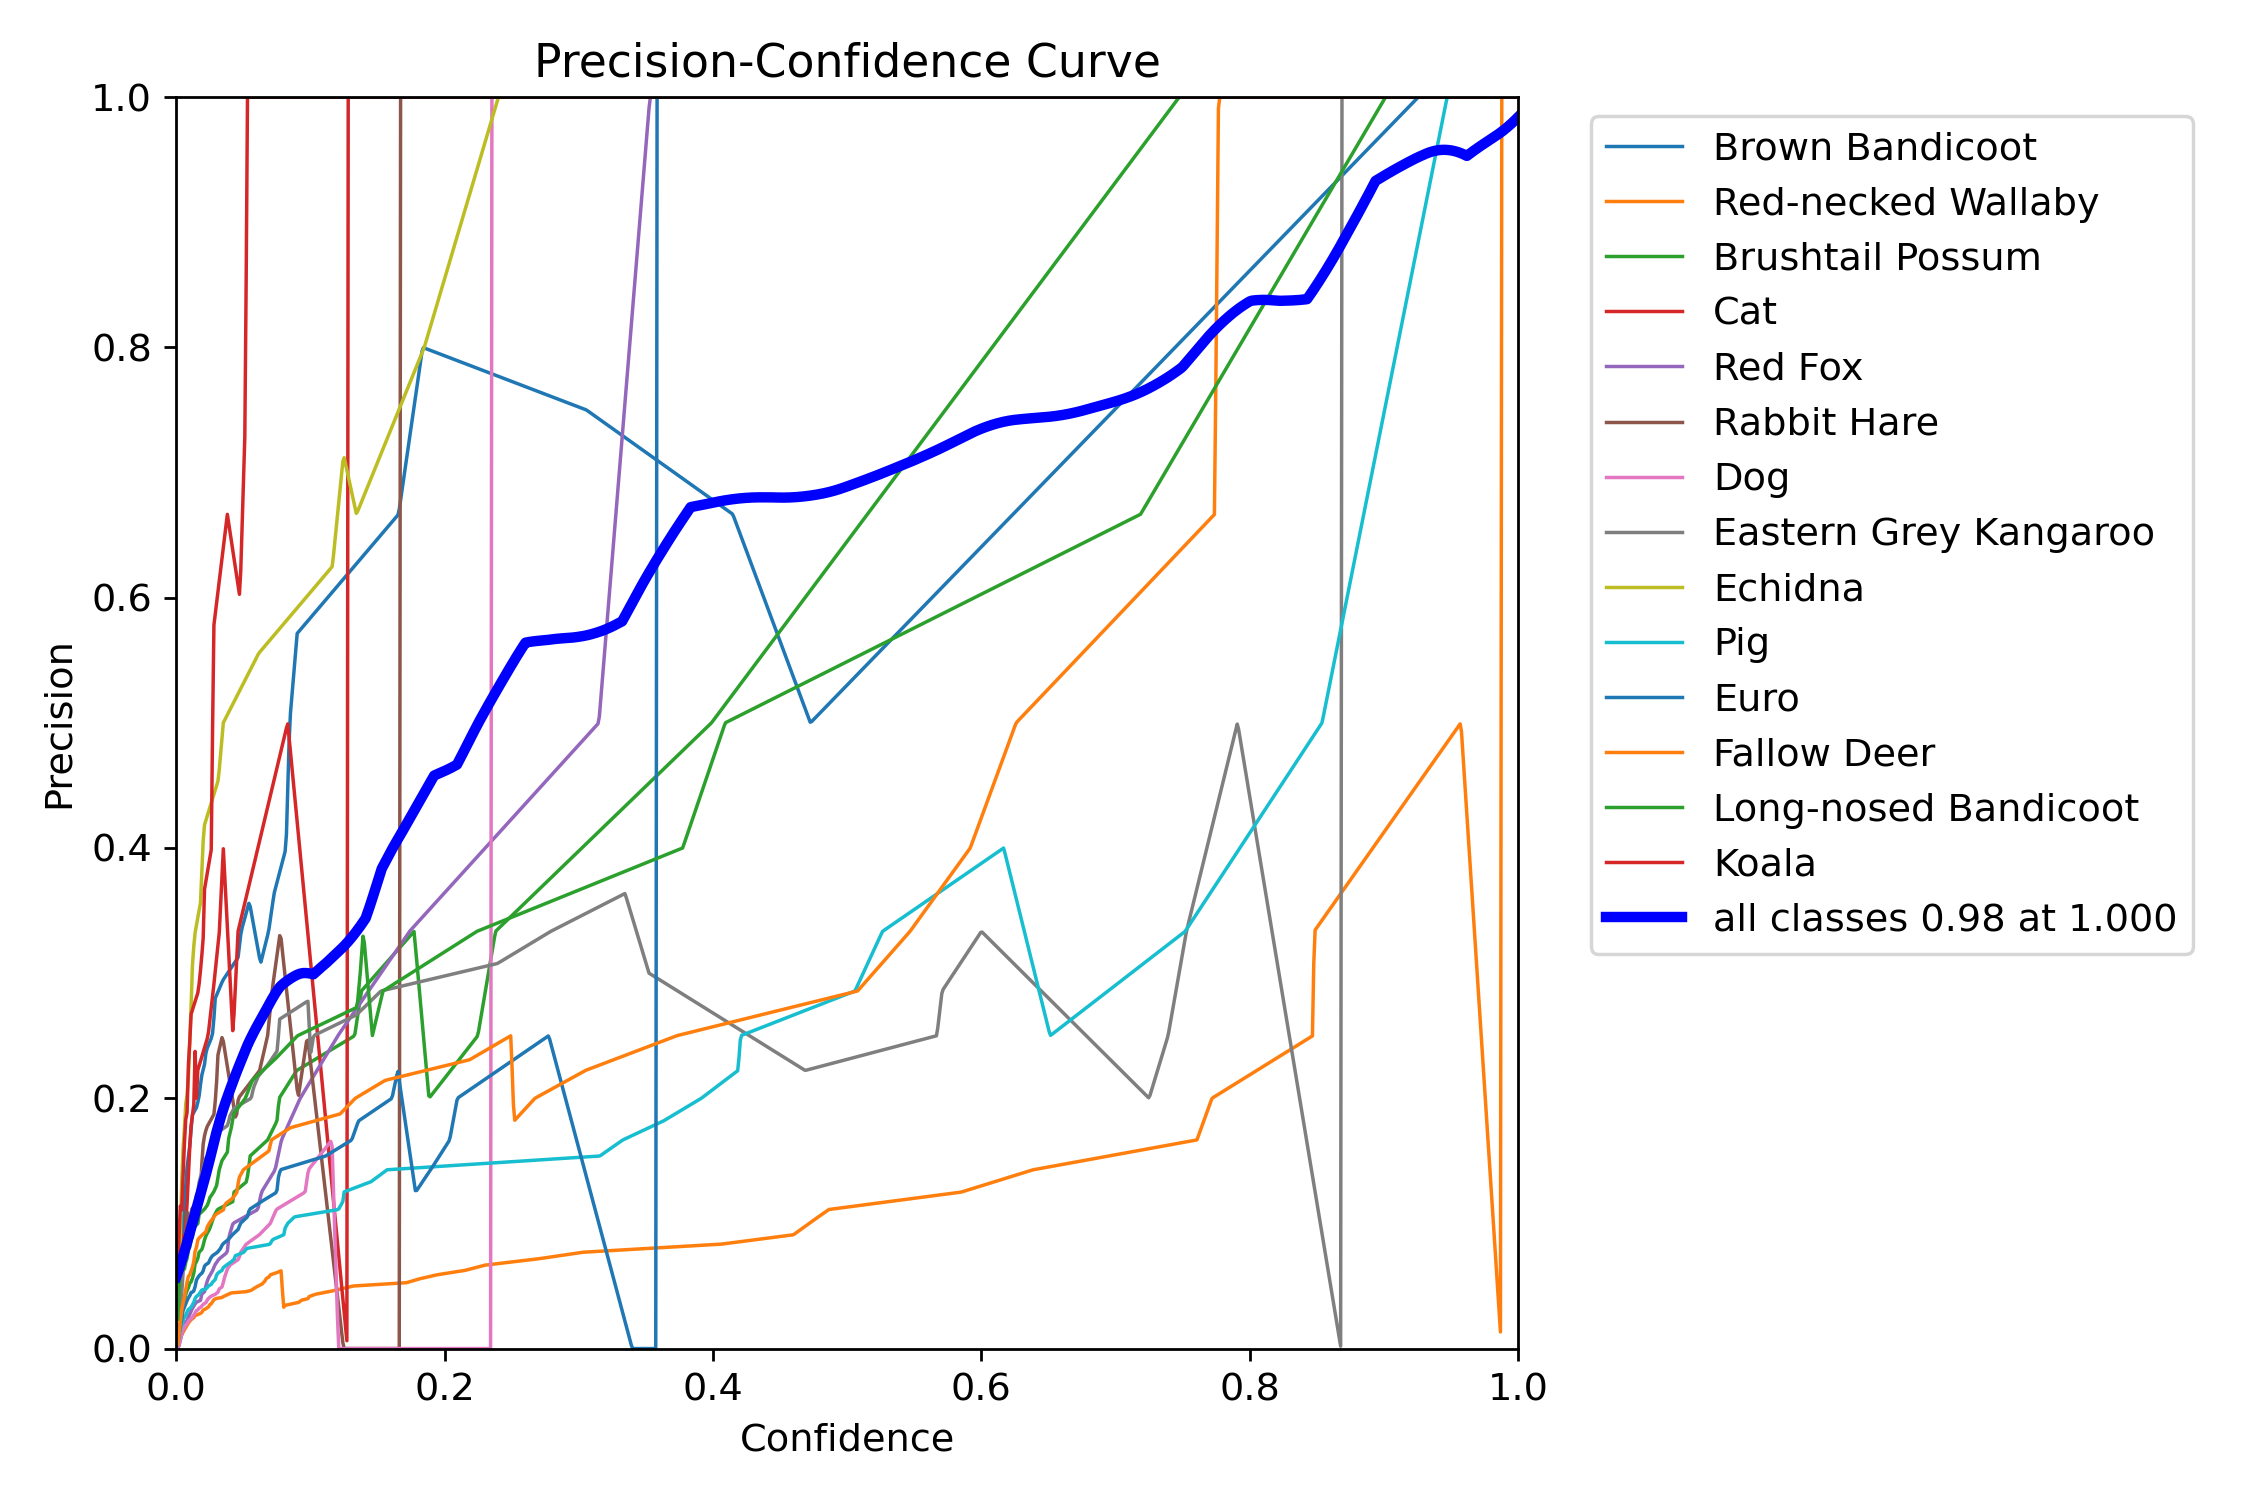 Precision-Confidence Curve
1.0
0.8
0.6
0.4
0.2
0.0
Precision
0.0 0.2 0.4 0.6 0.8 1.0
Confidence
Brown Bandicoot
Red-necked Wallaby
Brushtail Possum
Cat
Red Fox
Rabbit Hare
Dog
Eastern Grey Kangaroo
Echidna
Pig
Euro
Fallow Deer
Long-nosed Bandicoot
Koala
all classes 0.98 at 1.000